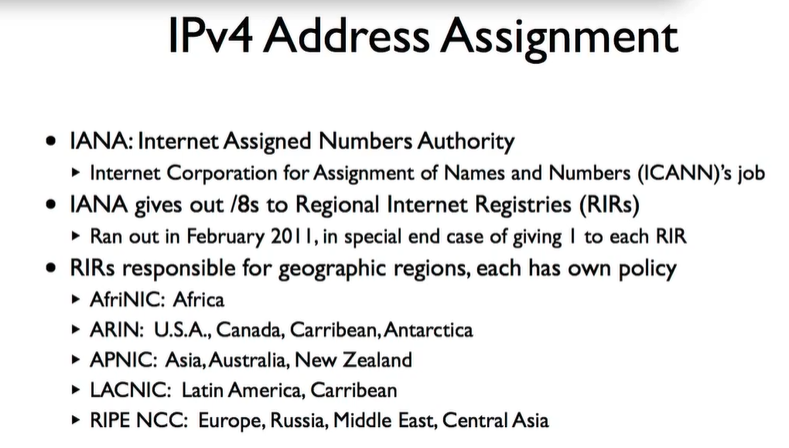 IPv4 Address Assignment
• IANA: Internet Assigned Numbers Authority
‣ Internet Corporation for Assignment of Names and Numbers (ICANN)'s job
• IANA gives out /8s to Regional Internet Registries (RIRs)
‣ Ran out in February 2011, in special end case of giving 1 to each RIR
• RIRs responsible for geographic regions, each has own policy
‣ AfriNIC: Africa
‣ ARIN: U.S.A., Canada, Carribean, Antarctica
‣ APNIC: Asia, Australia, New Zealand
‣ LACNIC: Latin America, Carribean
‣ RIPE NCC: Europe, Russia, Middle East, Central Asia